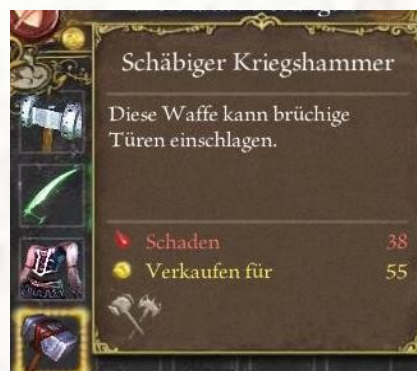 Schäbiger Kriegshammer
Diese Waffe kann brüchige
Türen einschlagen.
Schaden 38
Verkaufen für 55